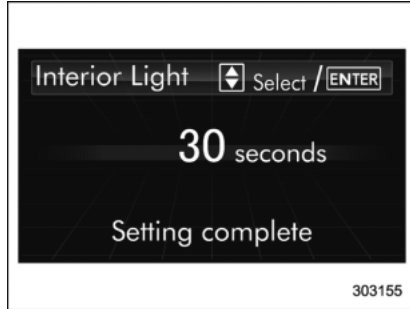 Interior Light Select / ENTER
30 seconds
Setting complete
303155